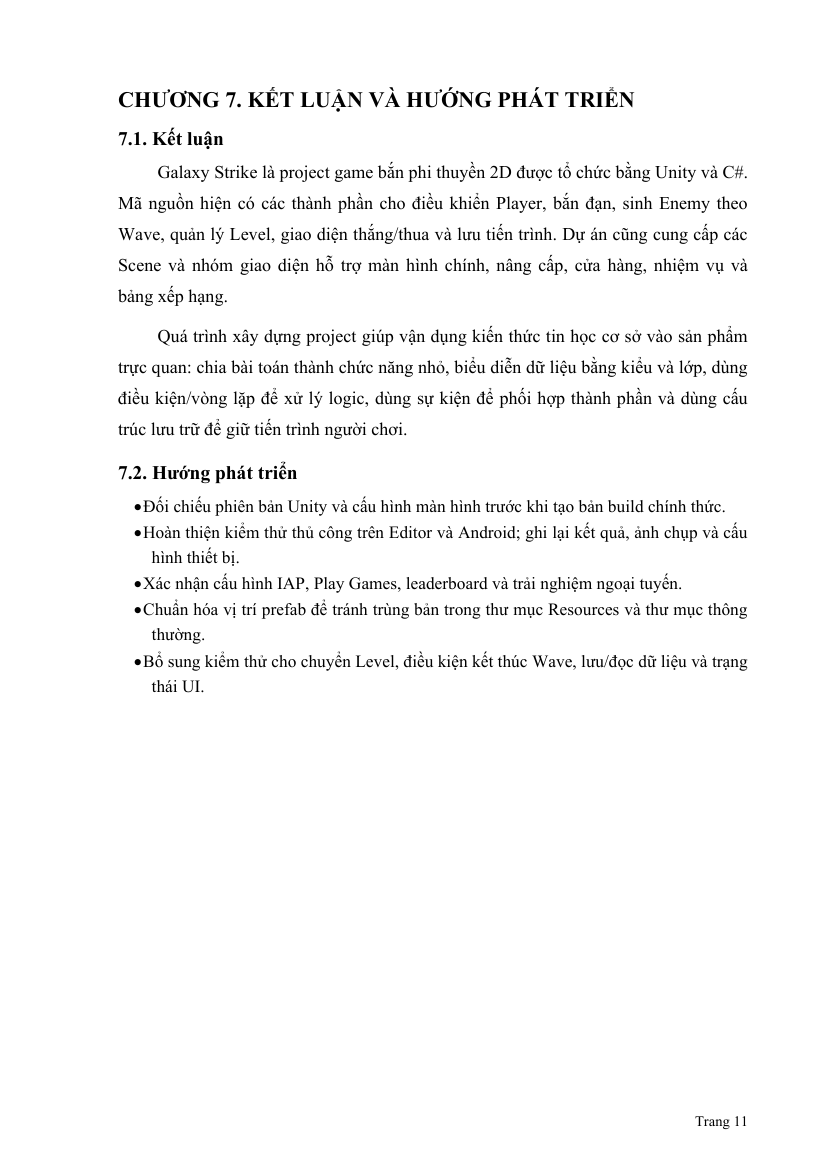 CHƯƠNG 7. KẾT LUẬN VÀ HƯỚNG PHÁT TRIỂN
7.1. Kết luận
Galaxy Strike là project game bắn phi thuyền 2D được tổ chức bằng Unity và C#.
Mã nguồn hiện có các thành phần cho điều khiển Player, bắn đạn, sinh Enemy theo
Wave, quản lý Level, giao diện thắng/thua và lưu tiến trình. Dự án cũng cung cấp các
Scene và nhóm giao diện hỗ trợ màn hình chính, nâng cấp, cửa hàng, nhiệm vụ và
bảng xếp hạng.
Quá trình xây dựng project giúp vận dụng kiến thức tin học cơ sở vào sản phẩm
trực quan: chia bài toán thành chức năng nhỏ, biểu diễn dữ liệu bằng kiểu và lớp, dùng
điều kiện/vòng lặp để xử lý logic, dùng sự kiện để phối hợp thành phần và dùng cấu
trúc lưu trữ để giữ tiến trình người chơi.
7.2. Hướng phát triển
•Đối chiếu phiên bản Unity và cấu hình màn hình trước khi tạo bản build chính thức.
•Hoàn thiện kiểm thử thủ công trên Editor và Android; ghi lại kết quả, ảnh chụp và cấu
hình thiết bị.
•Xác nhận cấu hình IAP, Play Games, leaderboard và trải nghiệm ngoại tuyến.
•Chuẩn hóa vị trí prefab để tránh trùng bản trong thư mục Resources và thư mục thông
thường.
•Bổ sung kiểm thử cho chuyển Level, điều kiện kết thúc Wave, lưu/đọc dữ liệu và trạng
thái UI.
Trang 11